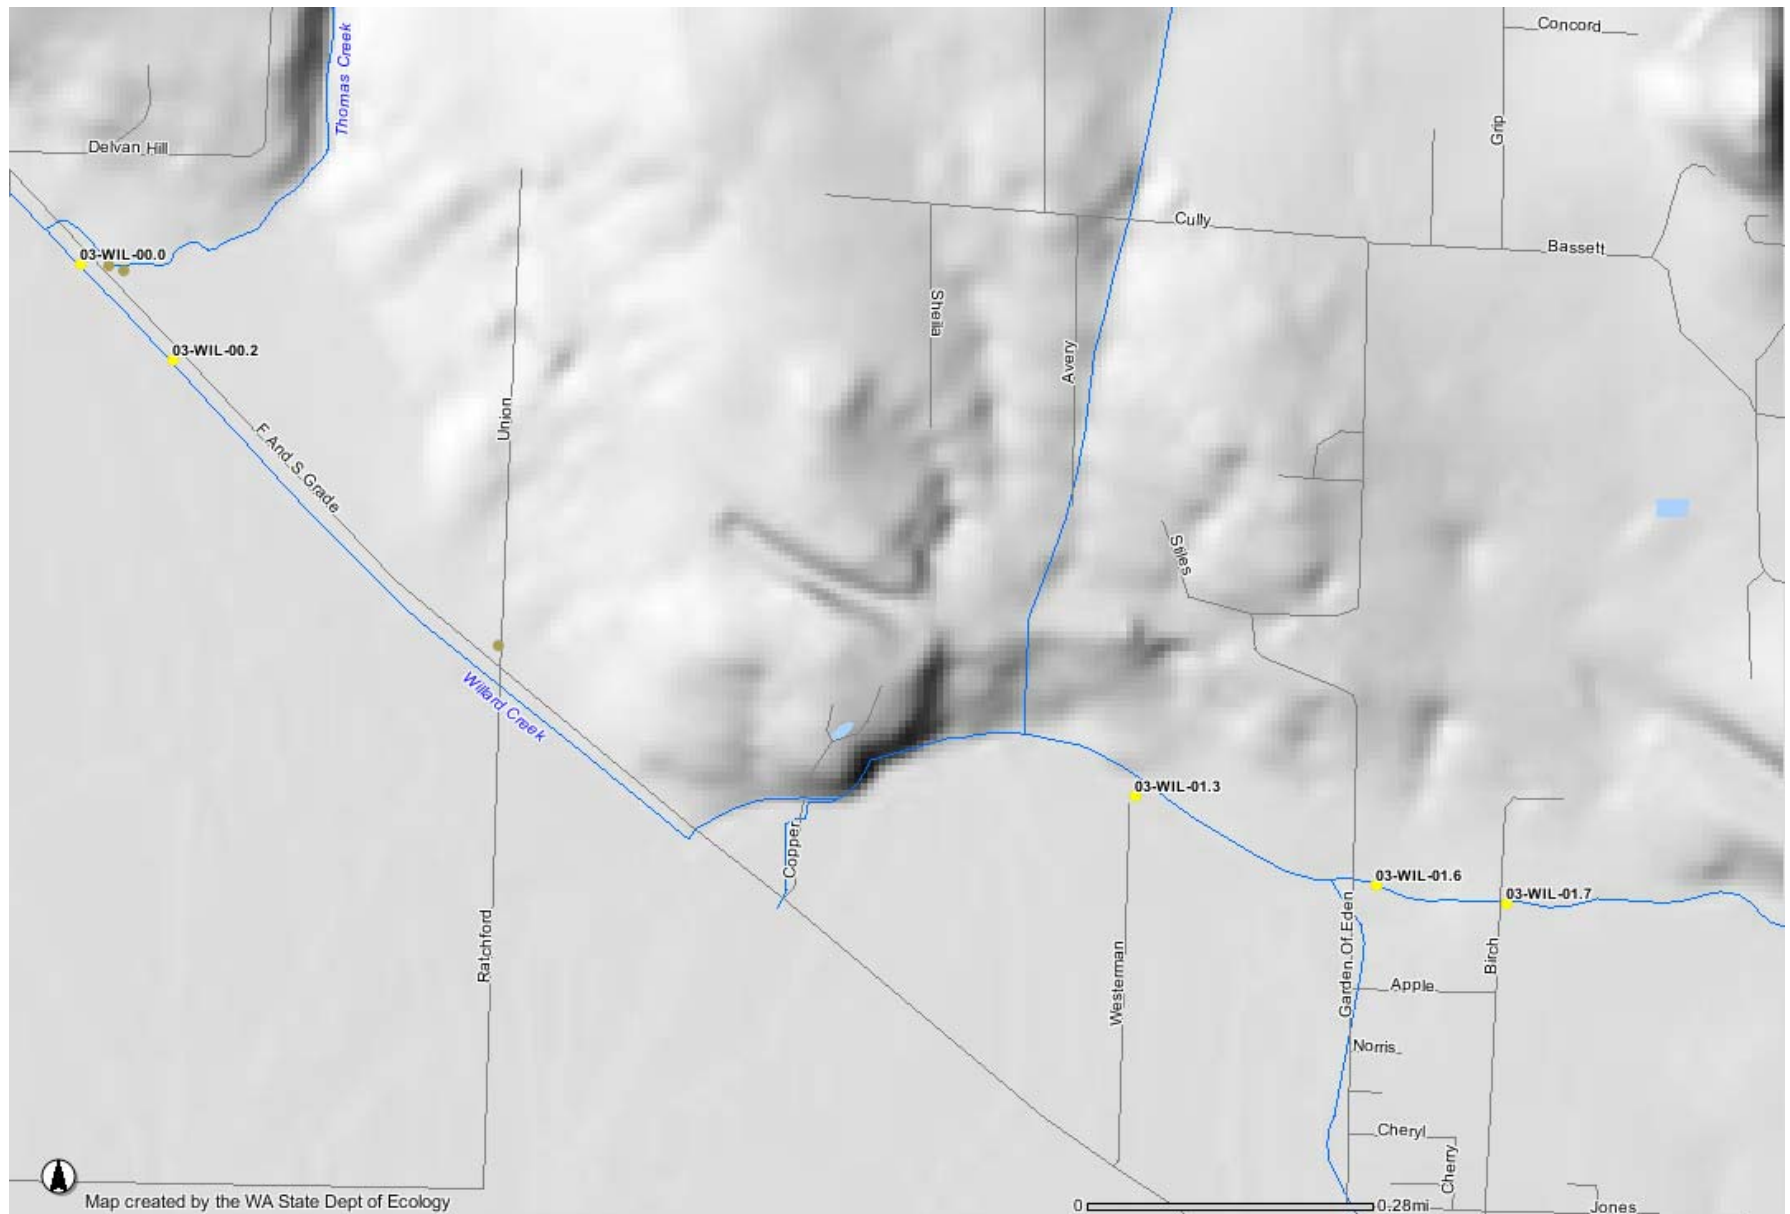 Concord
Thomas Creek
Grip
Delvan Hill
Cully
Bassett
03-WIL-00.0
Sheila
03-WIL-00.2
Avery
Union
F And S Grade
Stiles
Willard Creek
03-WIL-01.3
Copper
03-WIL-01.6
03-WIL-01.7
Ratchford
Garden Of Eden
Birch
Westerman
Apple
Norris
Cheryl
Cherry
Map created by the WA State Dept of Ecology
0
0.28mi
Jones